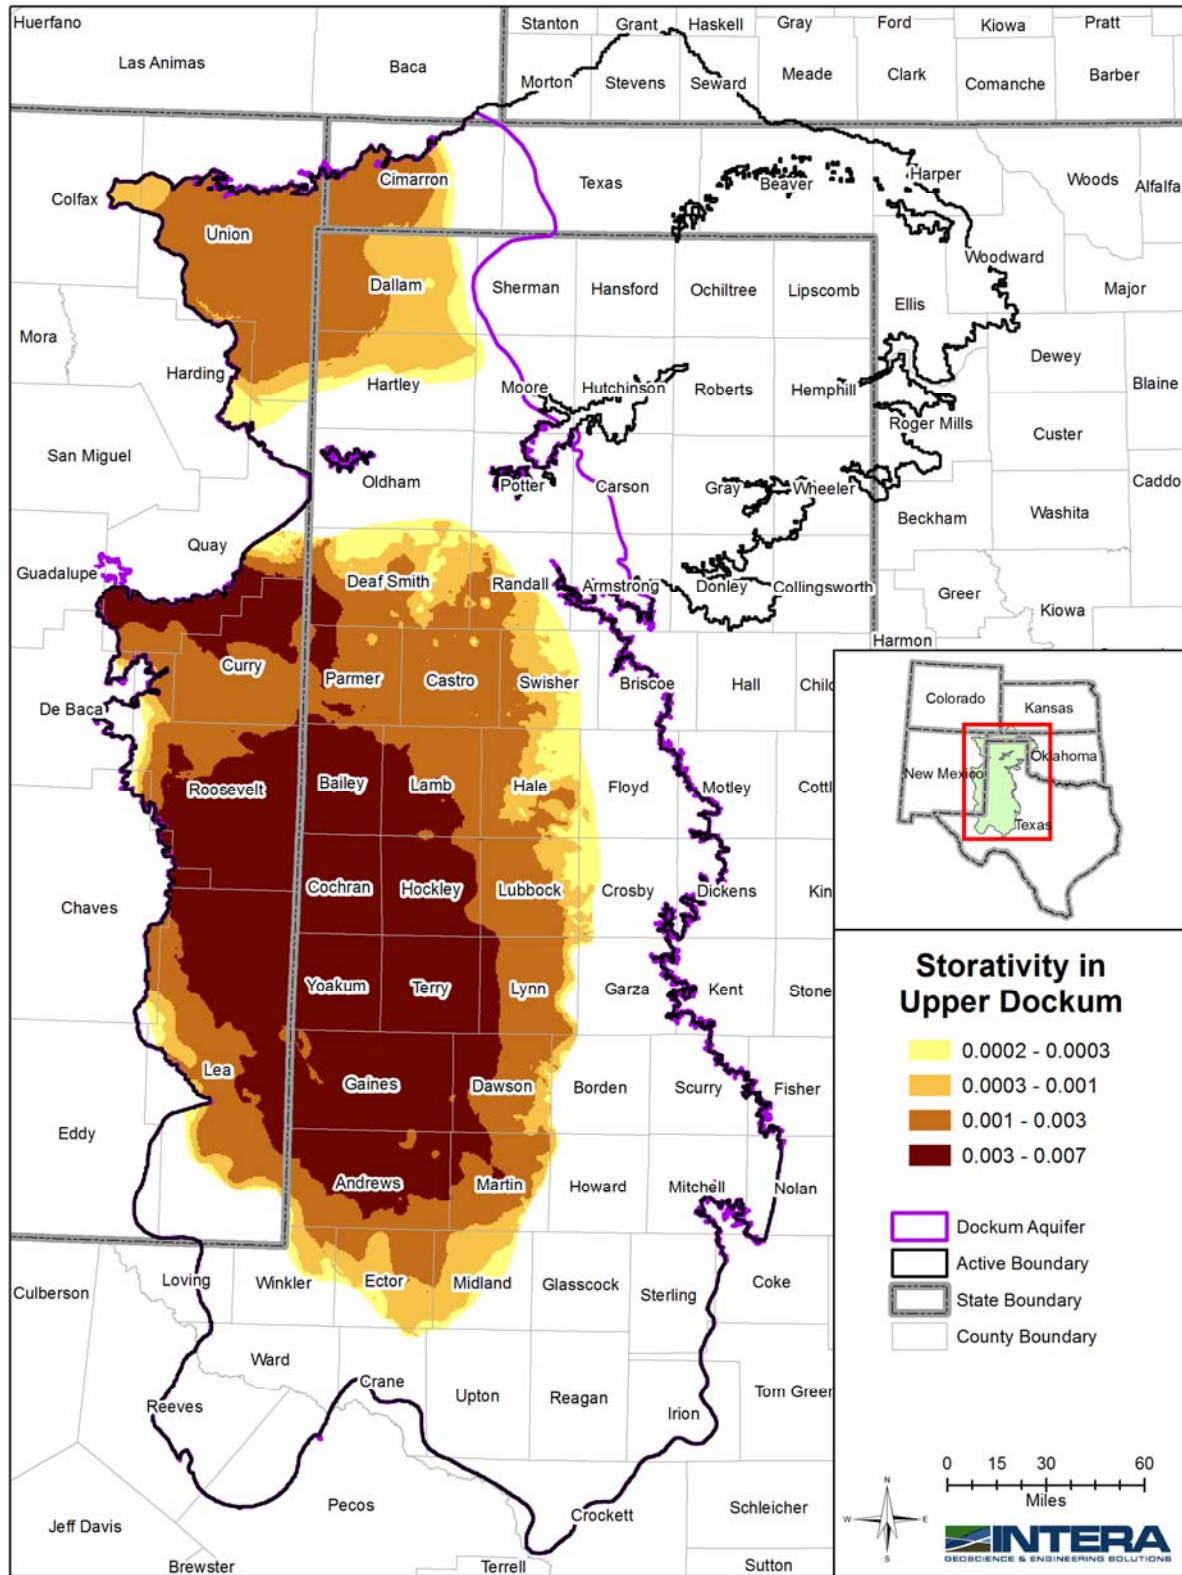 Huerfano
Stanton
Grant
Haskell
Gray
Ford
Kiowa
Pratt
Las Animas
Baca
Morton
Stevens
Seward
Meade
Clark
Comanche
Barber
Colfax
Union
Cimarron
Texas
Beaver
Harper
Woods
Alfalfa
Woodward
Mora
Harding
Dallam
Sherman
Hansford
Ochiltree
Lipscomb
Ellis
Major
Dewey
Blaine
Hartley
Moore
Hutchinson
Roberts
Hemphill
Roger Mills
Custer
San Miguel
Oldham
Potter
Carson
Gray
Wheeler
Beckham
Washita
Caddo
Quay
Guadalupe
Deaf Smith
Randall
Armstrong
Donley
Collingsworth
Greer
Kiowa
Harmon
Curry
De Baca
Parmer
Castro
Swisher
Briscoe
Hall
Chilc
Roosevelt
Bailey
Lamb
Hale
Floyd
Motley
Cottl
Chaves
Cochran
Hockley
Lubbock
Crosby
Dickens
Kin
Yoakum
Terry
Lynn
Garza
Kent
Stone
Lea
Gaines
Dawson
Borden
Scurry
Fisher
Eddy
Andrews
Martin
Howard
Mitchell
Nolan
Culberson
Loving
Winkler
Ector
Midland
Glasscock
Sterling
Coke
Ward
Reeves
Crane
Upton
Reagan
Irion
Tom Green
Pecos
Crockett
Schleicher
Jeff Davis
Brewster
Terrell
Sutton
Colorado
Kansas
New Mexico
Oklahoma
Texas
Storativity in
Upper Dockum
0.0002 - 0.0003
0.0003 - 0.001
0.001 - 0.003
0.003 - 0.007
Dockum Aquifer
Active Boundary
State Boundary
County Boundary
0 15 30 60
Miles
N
W E
S
INTERA
GEOSCIENCE & ENGINEERING SOLUTIONS